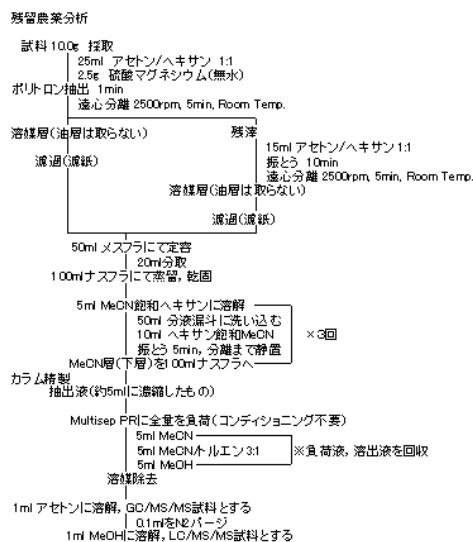 残留農薬分析
試料 10.0g 採取
25ml アセトン/ヘキサン 1:1
2.5g 硫酸マグネシウム(無水)
ポリトロン抽出 1min
遠心分離 2500rpm, 5min, Room Temp.
溶媒層(油層は取らない)
濾過(濾紙)
残滓
15ml アセトン/ヘキサン 1:1
振とう 10min
遠心分離 2500rpm, 5min, Room Temp.
溶媒層(油層は取らない)
濾過(濾紙)
50ml メスフラにて定容
20ml分取
100mlナスフラにて蒸留, 乾固
5ml MeCN飽和ヘキサンに溶解
50ml 分液漏斗に洗い込む
10ml ヘキサン飽和MeCN
振とう 5min, 分離まで静置
×3回
MeCN層(下層)を100mlナスフラへ
カラム精製
抽出液(約5mlに濃縮したもの)
Multisep PRに全量を負荷(コンディショニング不要)
5ml MeCN
5ml MeCN/トルエン 3:1
※負荷液, 溶出液を回収
5ml MeOH
溶媒除去
1ml アセトンに溶解, GC/MS/MS試料とする
0.1mlをN2パージ
1ml MeOHに溶解, LC/MS/MS試料とする